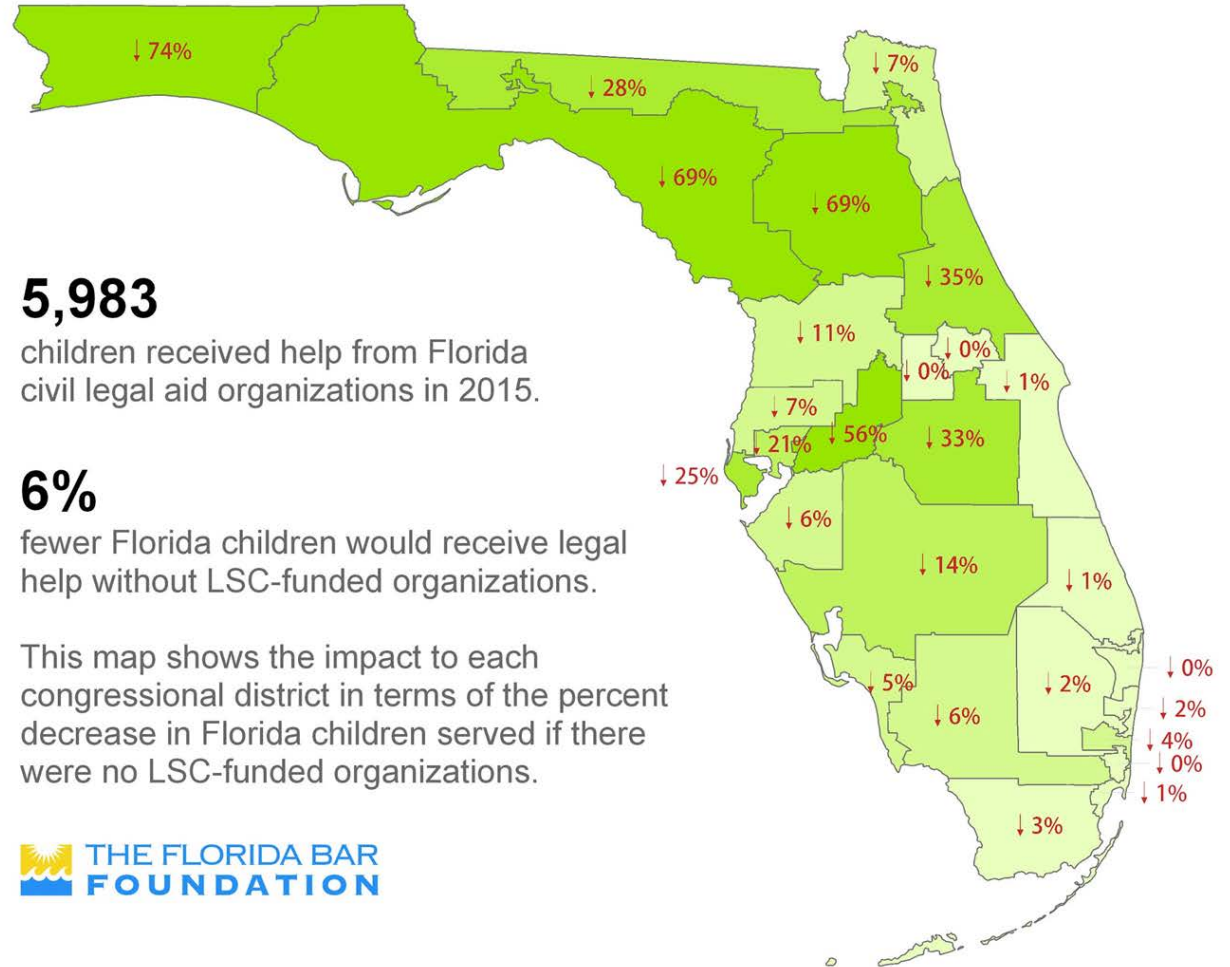 ↓ 74%
↓ 7%
↓ 28%
↓ 69%
↓ 69%
↓ 35%
↓ 11%
↓ 0%
↓ 0%
↓ 1%
↓ 7%
↓ 21%
↓ 56%
↓ 33%
↓ 25%
↓ 6%
↓ 14%
↓ 1%
↓ 5%
↓ 6%
↓ 2%
↓ 0%
↓ 2%
↓ 4%
↓ 0%
↓ 1%
↓ 3%
5,983
children received help from Florida
civil legal aid organizations in 2015.
6%
fewer Florida children would receive legal
help without LSC-funded organizations.
This map shows the impact to each
congressional district in terms of the percent
decrease in Florida children served if there
were no LSC-funded organizations.
THE FLORIDA BAR
FOUNDATION